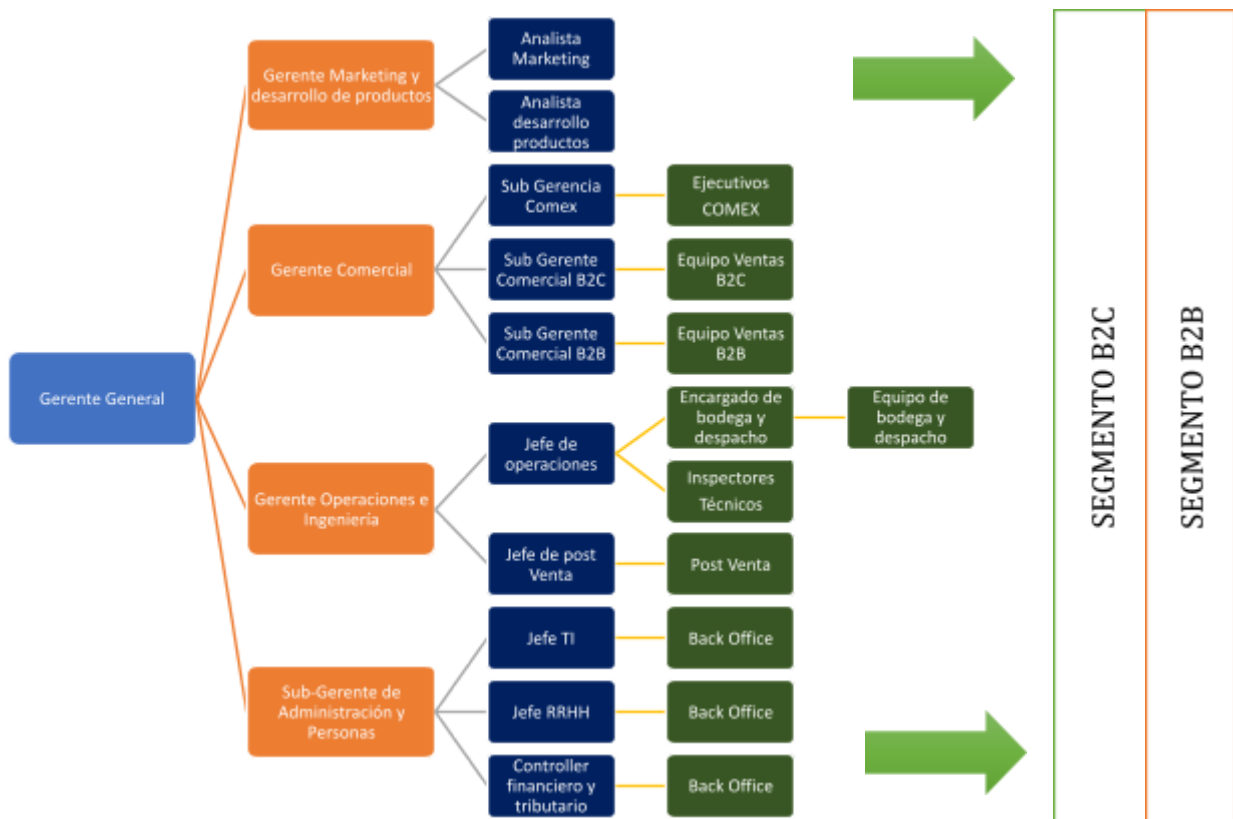 Gerente General
Gerente Marketing y
desarrollo de productos
Analista
Marketing
Analista
desarrollo
productos
Gerente Comercial
Sub Gerencia
Comex
Ejecutivos
COMEX
Sub Gerente
Comercial B2C
Equipo Ventas
B2C
Sub Gerente
Comercial B2B
Equipo Ventas
B2B
Gerente Operaciones e
Ingeniería
Jefe de
operaciones
Encargado de
bodega y
despacho
Equipo de
bodega y
despacho
Inspectores
Técnicos
Jefe de post
Venta
Post Venta
Sub-Gerente de
Administración y
Personas
Jefe TI
Back Office
Jefe RRHH
Back Office
Controller
financiero y
tributario
Back Office
SEGMENTO B2C
SEGMENTO B2B